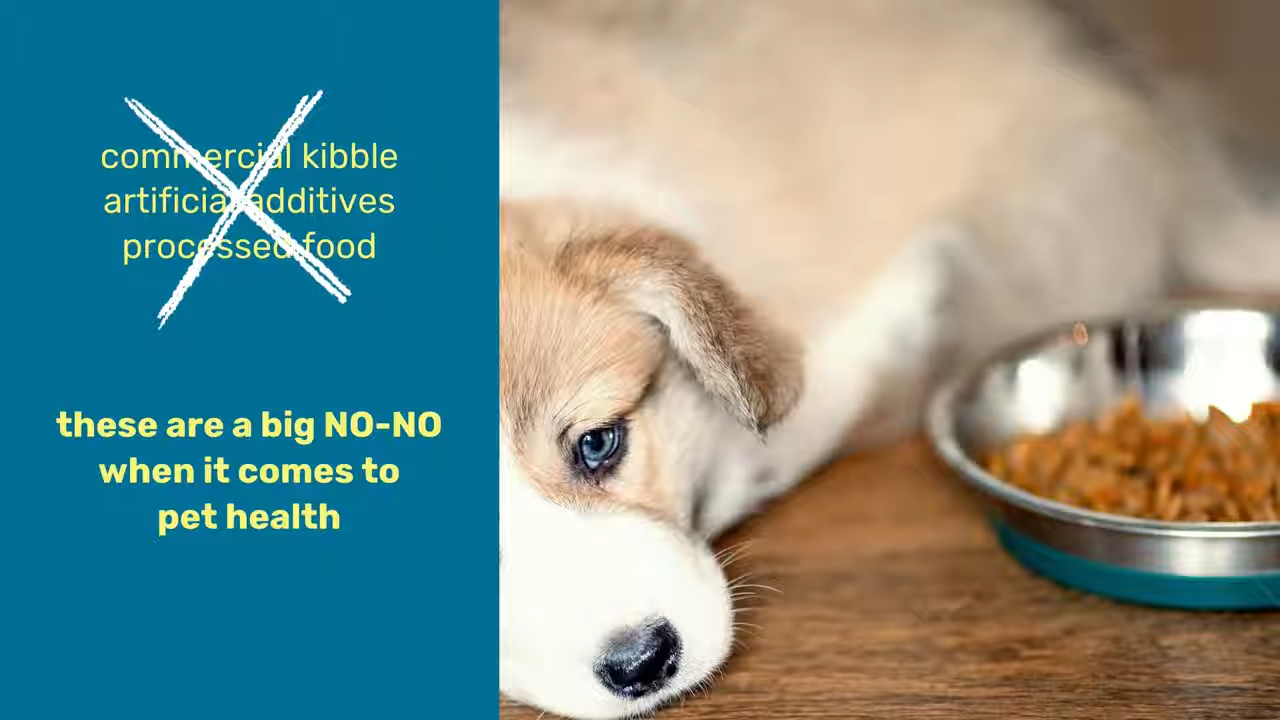 commercial kibble
artificial additives
processed food
these are a big NO-NO
when it comes to
pet health